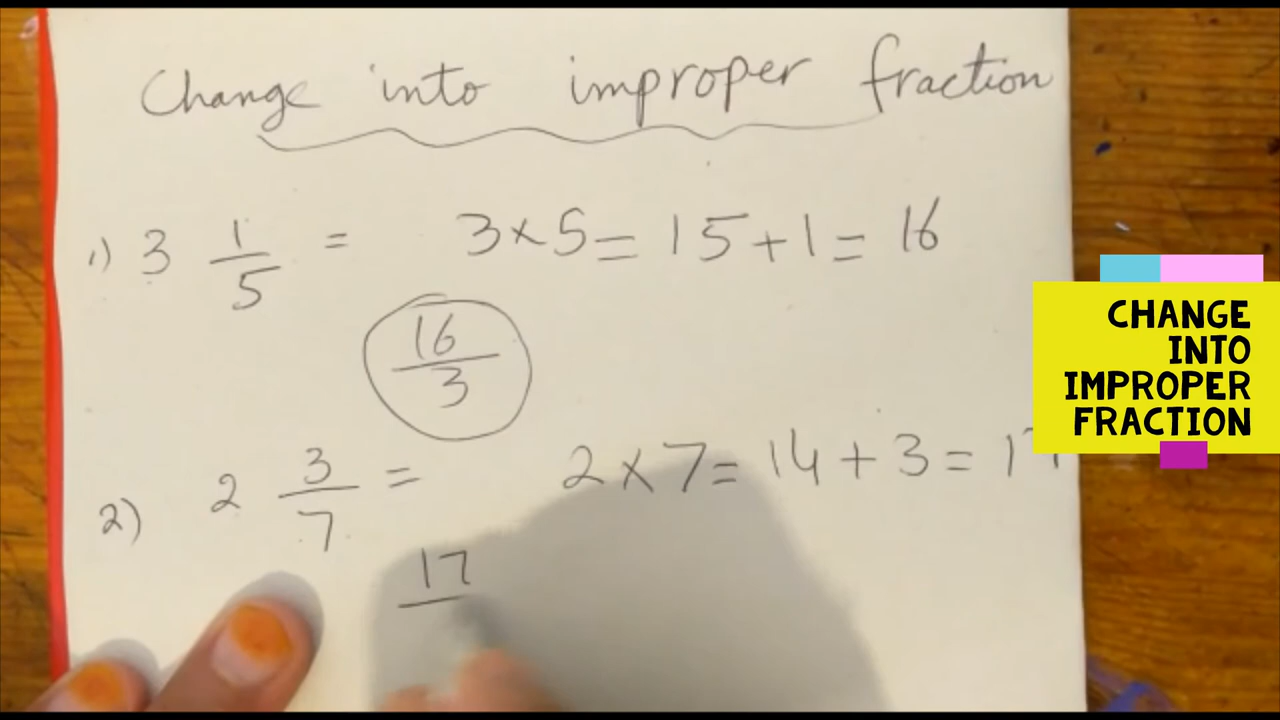 Change into improper fraction
1) 3 1/5 = 3×5 = 15+1 = 16
16/3
2) 2 3/7 = 2×7 = 14+3 = 17
17
CHANGE
INTO
IMPROPER
FRACTION